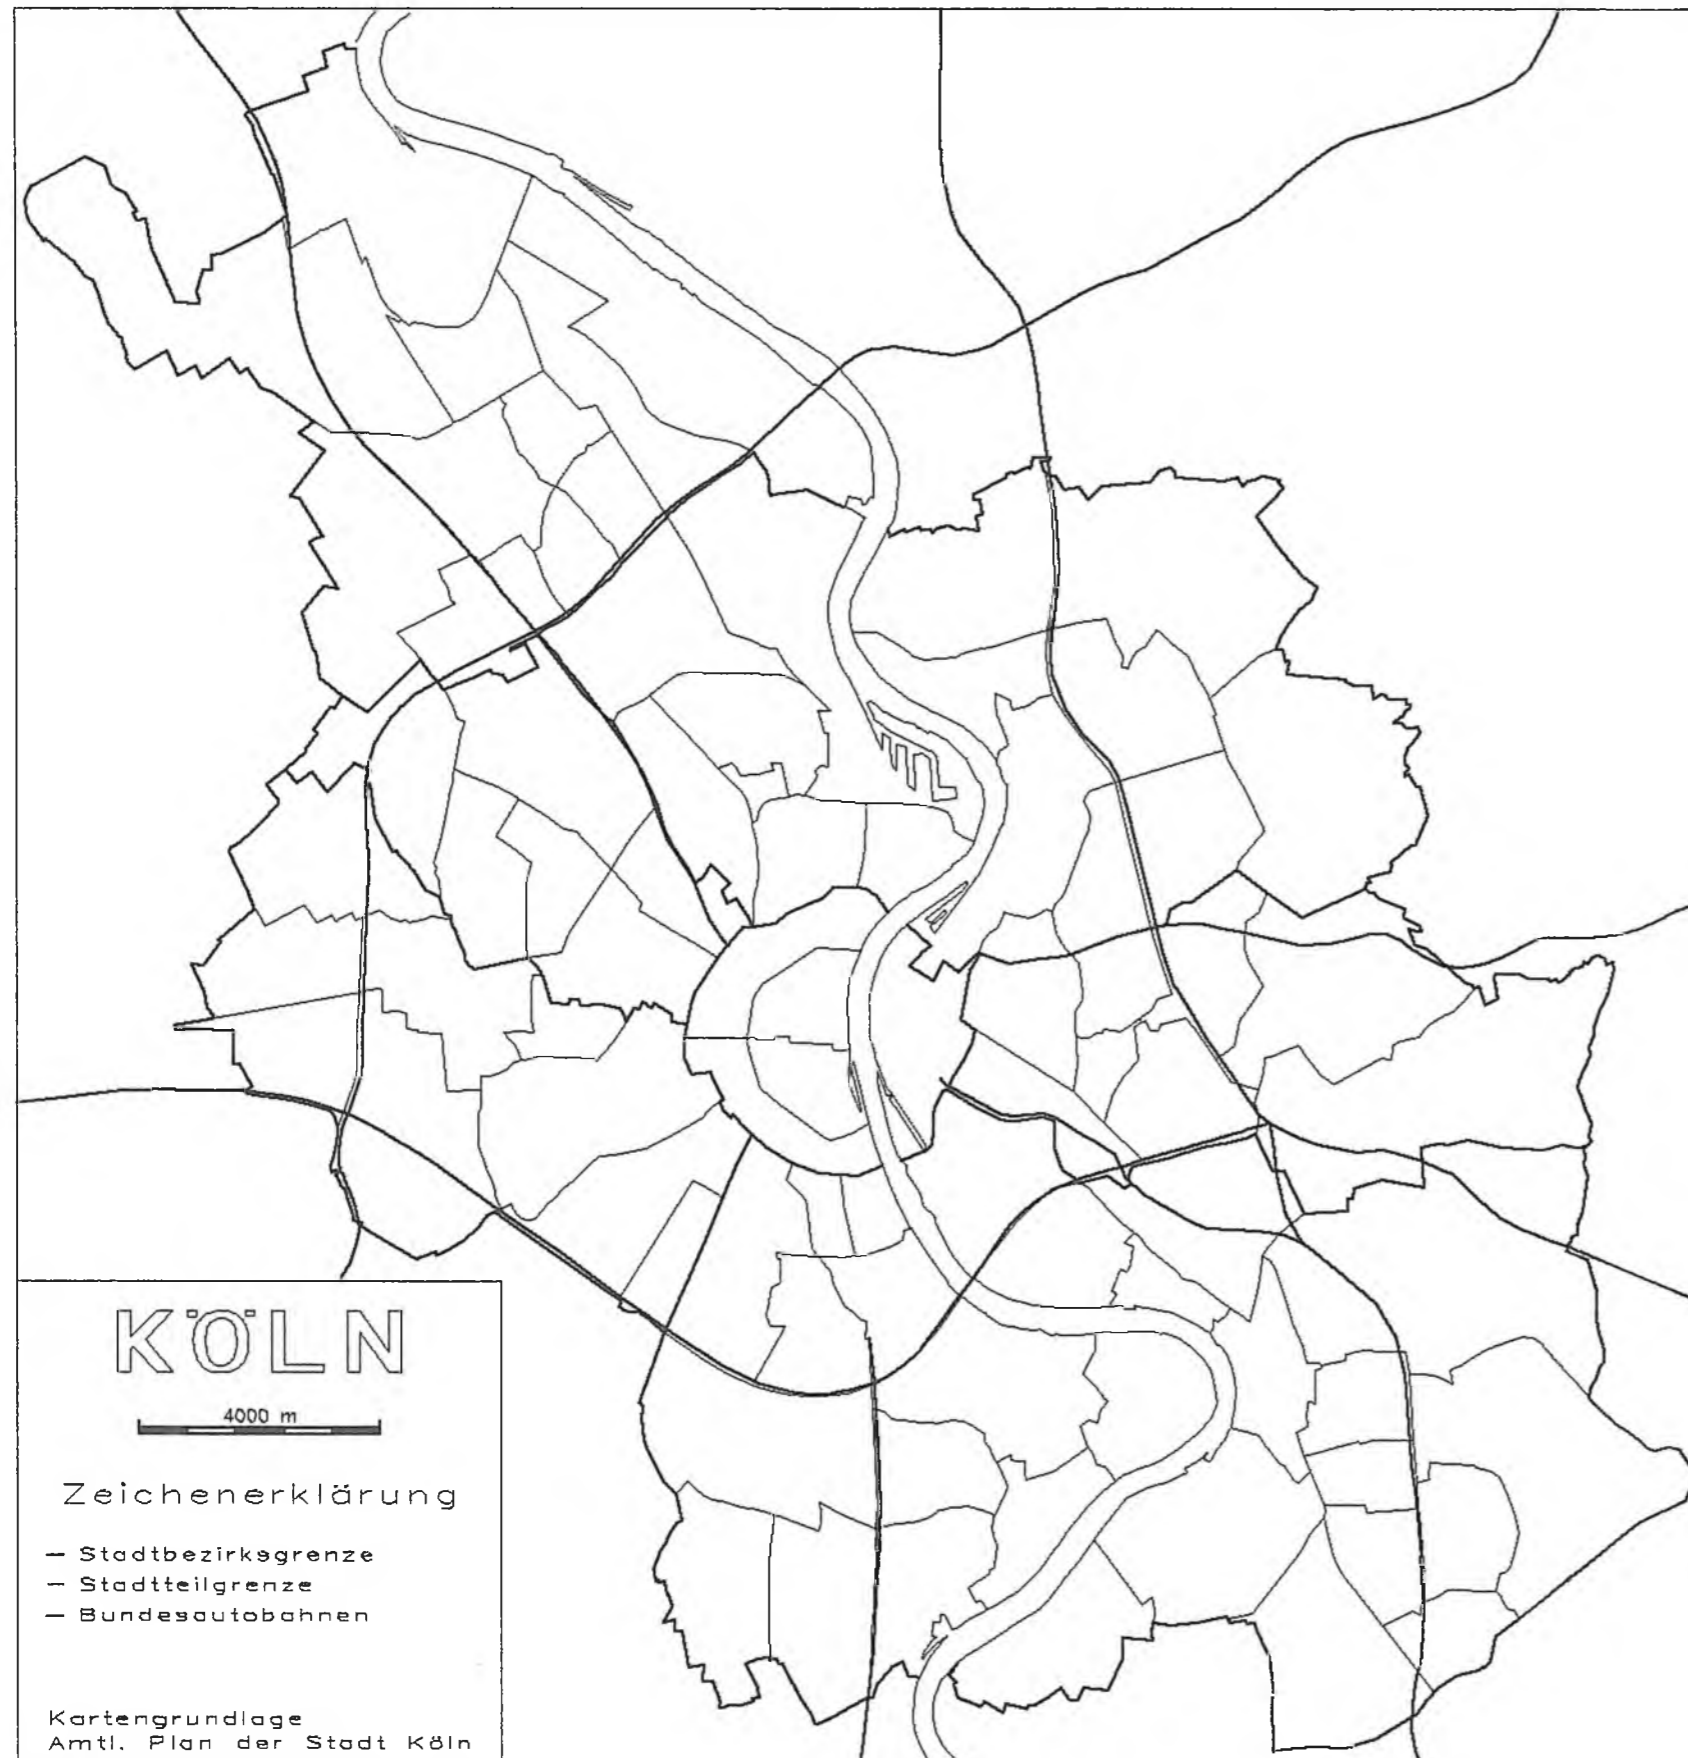 KÖLN
4000 m
Zeichenerklärung
— Stadtbezirksgrenze
— Stadtteilgrenze
— Bundesautobahnen
Kartengrundlage
Amtl. Plan der Stadt Köln